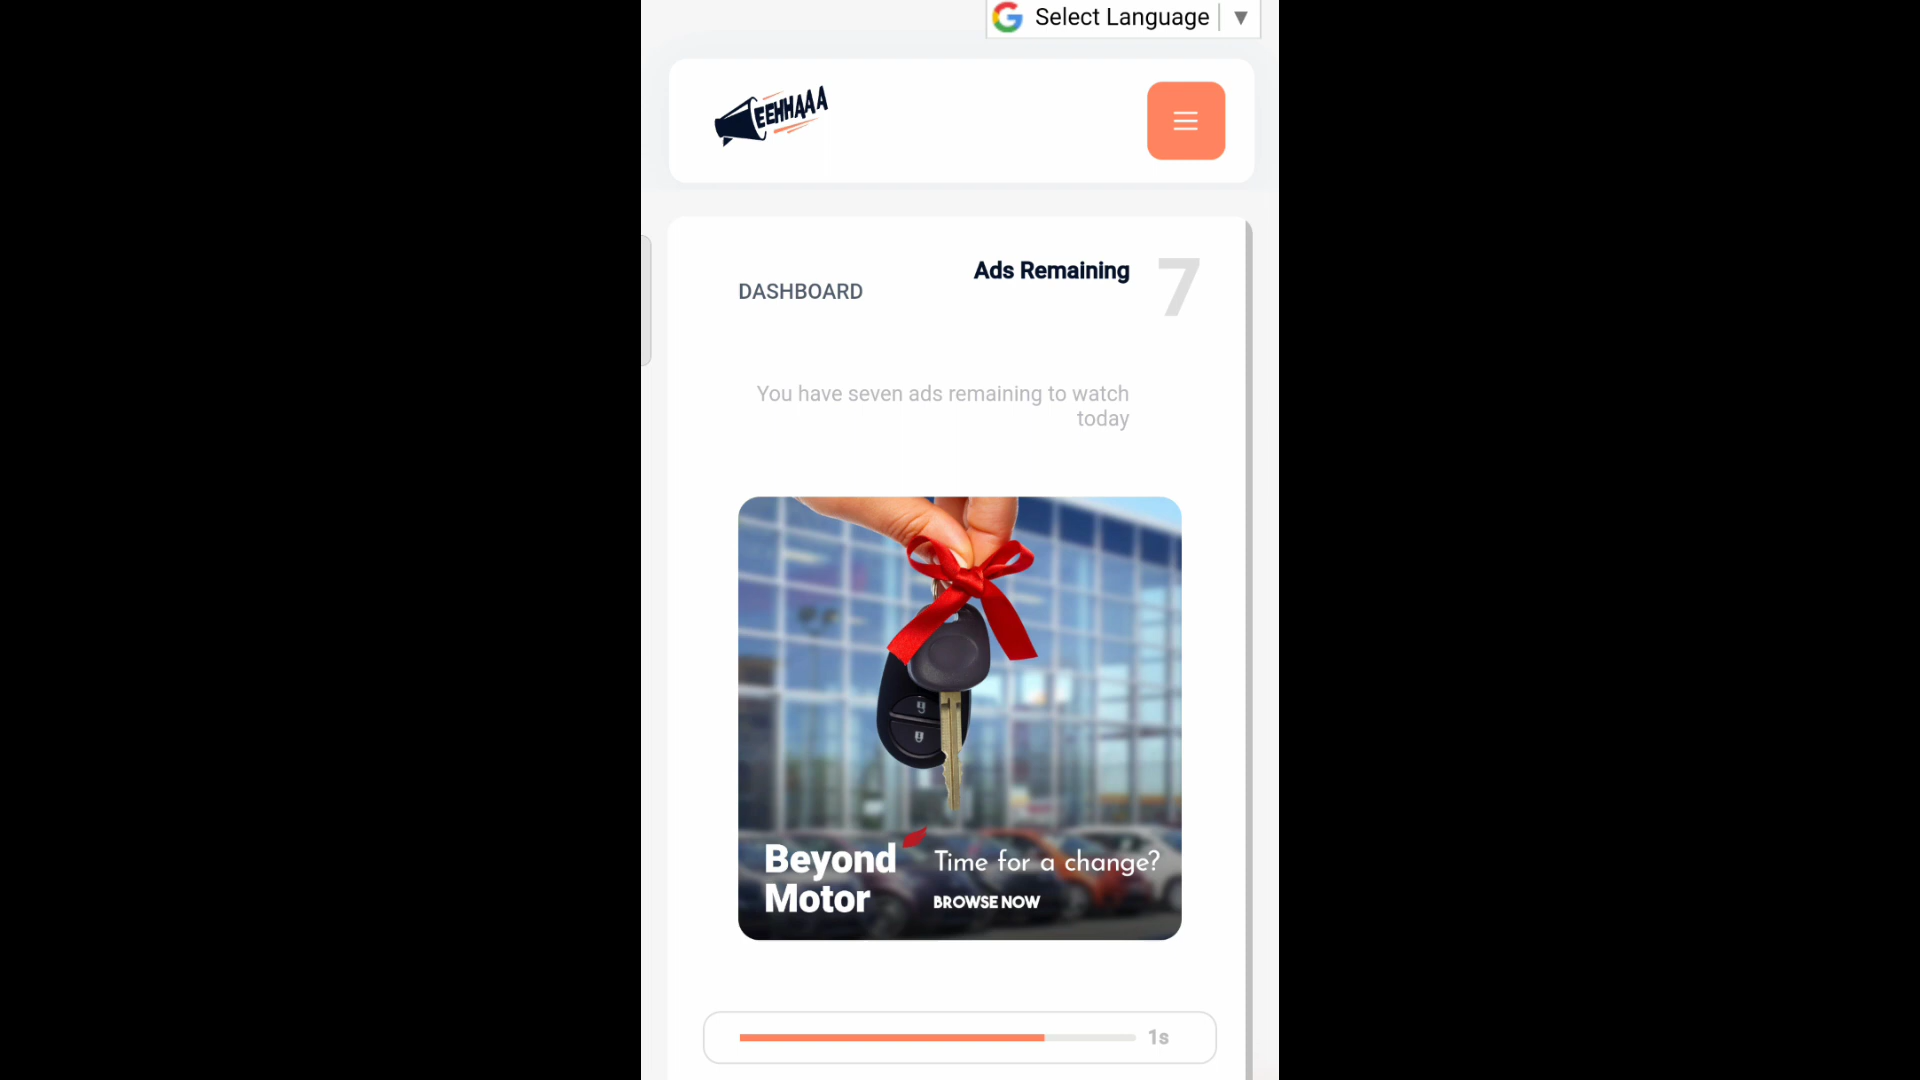 Select Language
EEHHAAA
DASHBOARD
Ads Remaining
7
You have seven ads remaining to watch
today
Beyond
Motor
Time for a change?
BROWSE NOW
1s